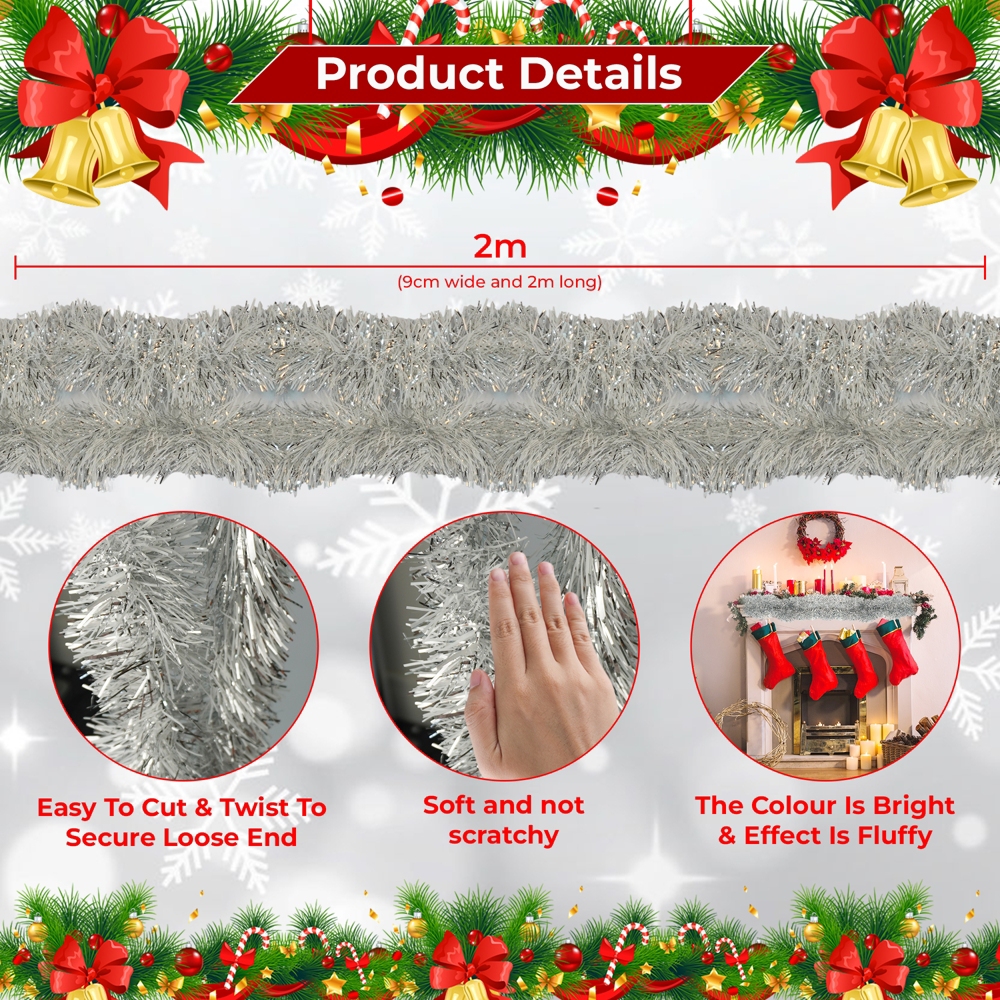 Product Details
2m
(9cm wide and 2m long)
Easy To Cut & Twist To
Secure Loose End
Soft and not
scratchy
The Colour Is Bright
& Effect Is Fluffy